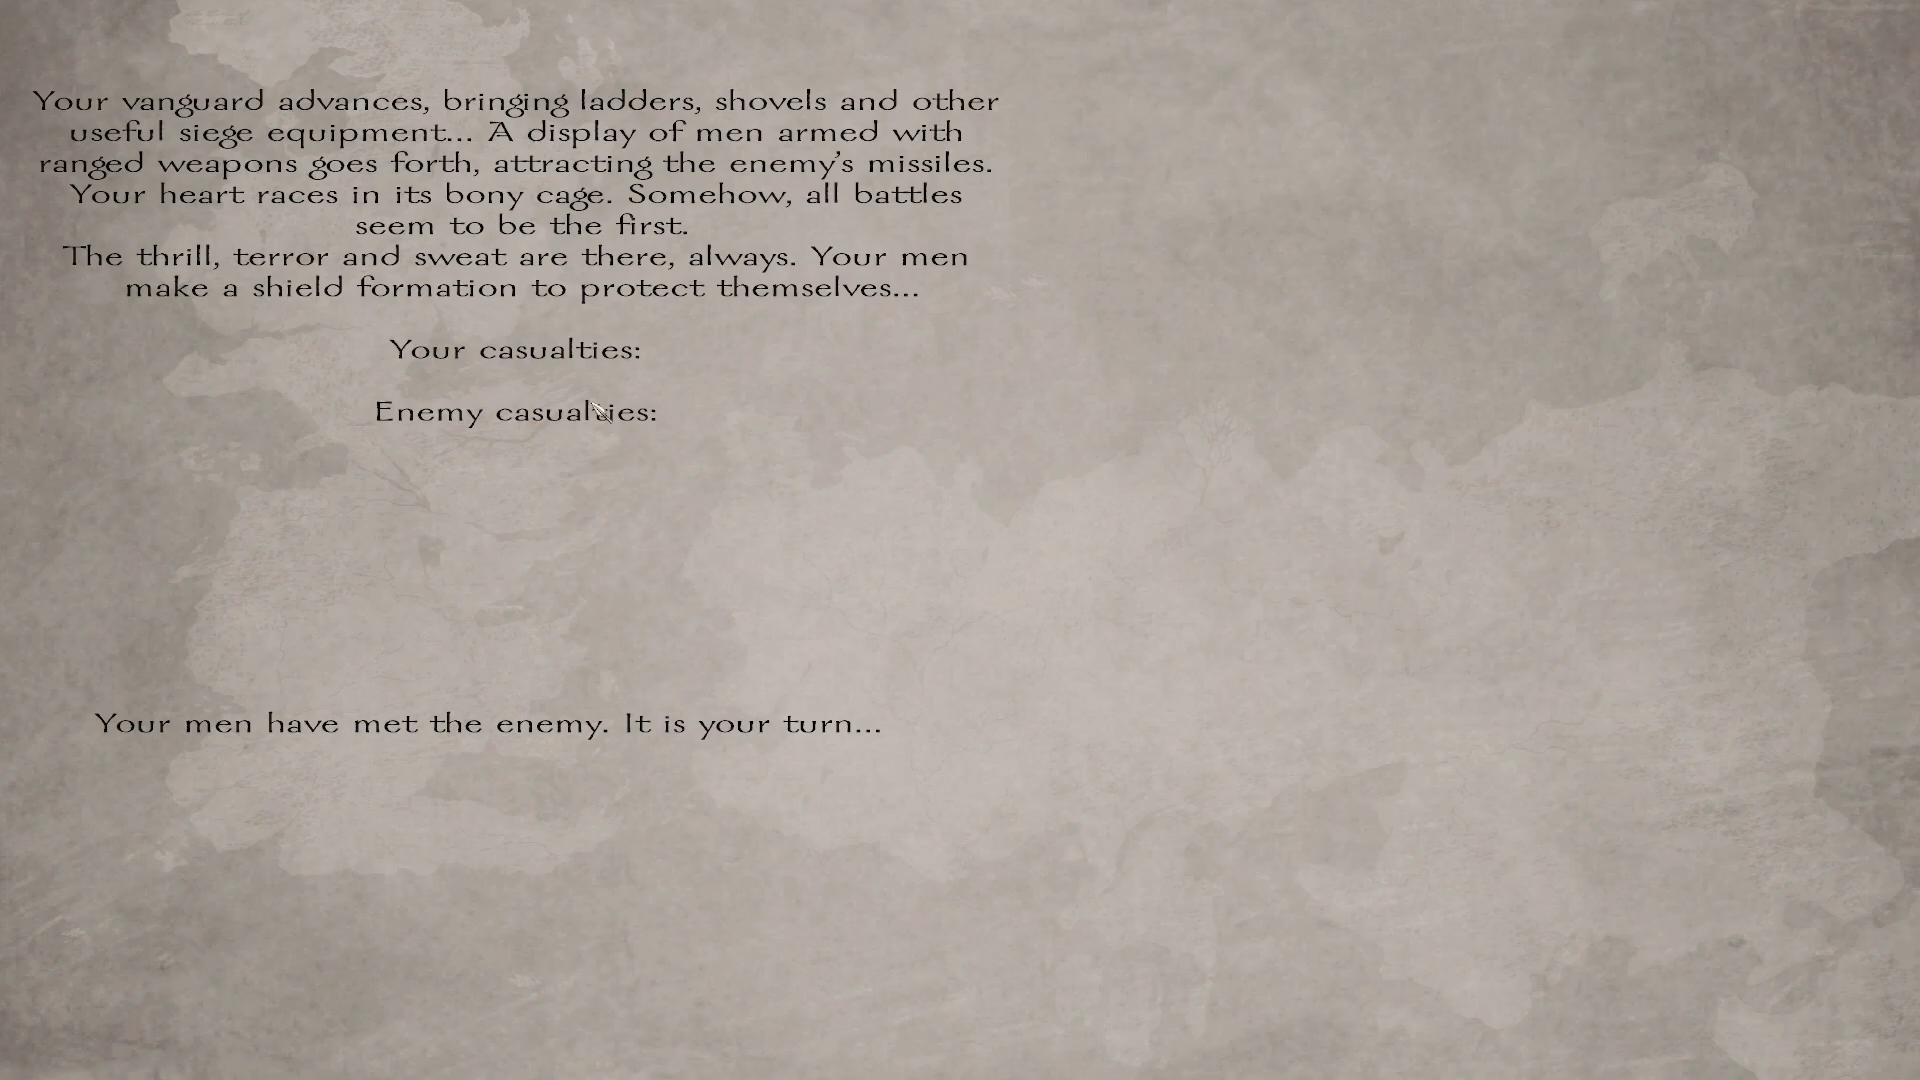 Your vanguard advances, bringing ladders, shovels and other
useful siege equipment... A display of men armed with
ranged weapons goes forth, attracting the enemy's missiles.
Your heart races in its bony cage. Somehow, all battles
seem to be the first.
The thrill, terror and sweat are there, always. Your men
make a shield formation to protect themselves...
Your casualties:
Enemy casualties:
Your men have met the enemy. It is your turn...